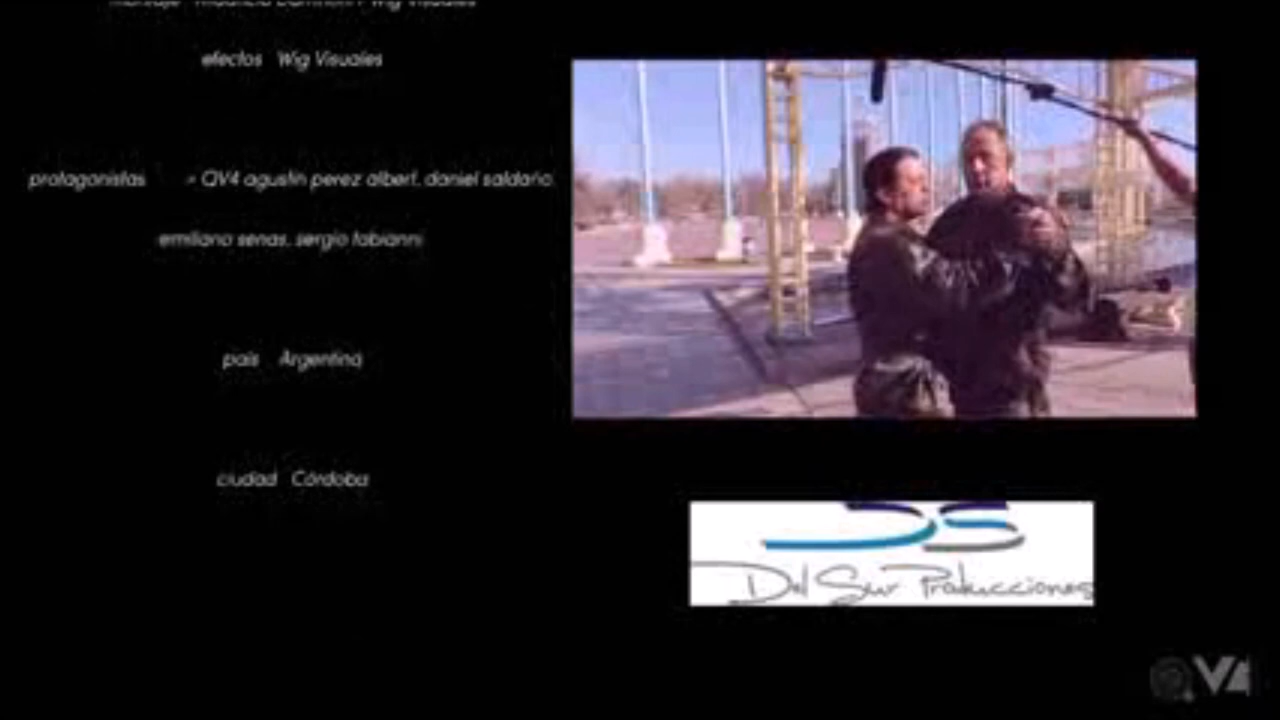 efectos Wig Visuales
protagonistas - QV4 agustin perez albert, daniel saldaño
emiliano senas, sergio fabianni
país Argentina
ciudad Córdoba
Del Sur Producciones
QV4